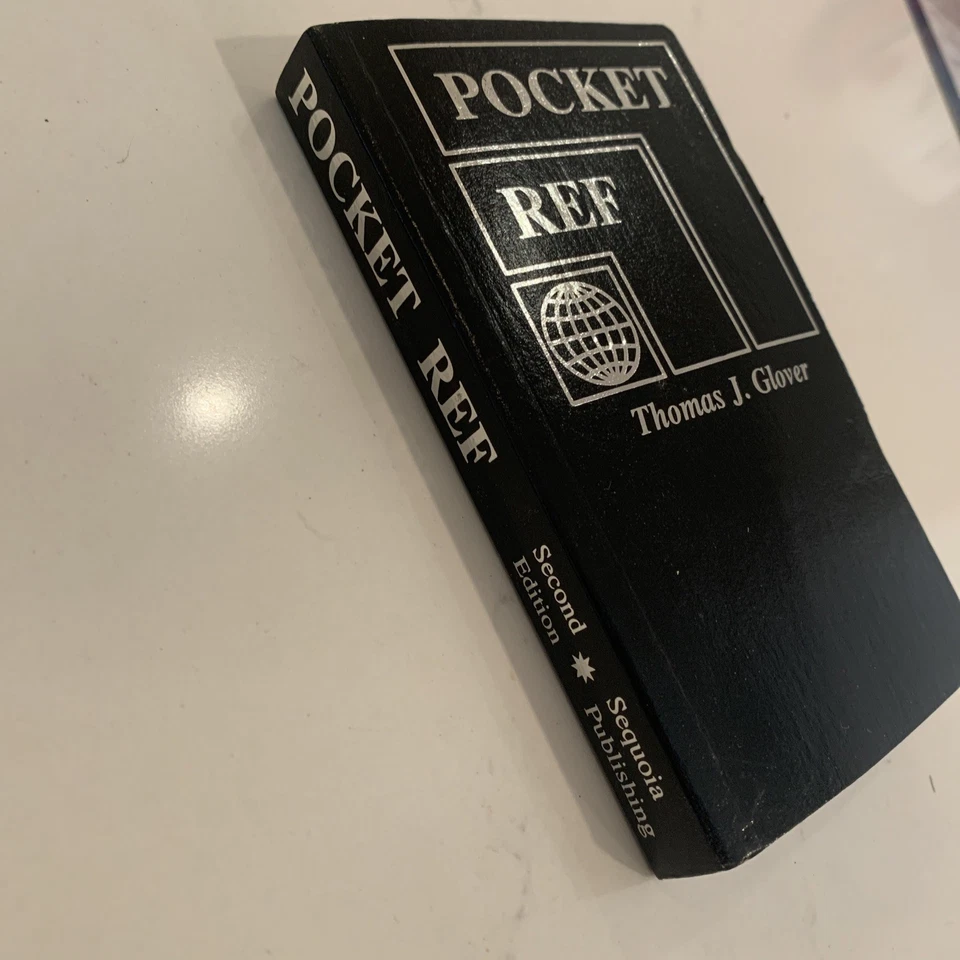 POCKET
REF
Thomas J. Glover
POCKET REF
Second
Edition
Sequoia
Publishing